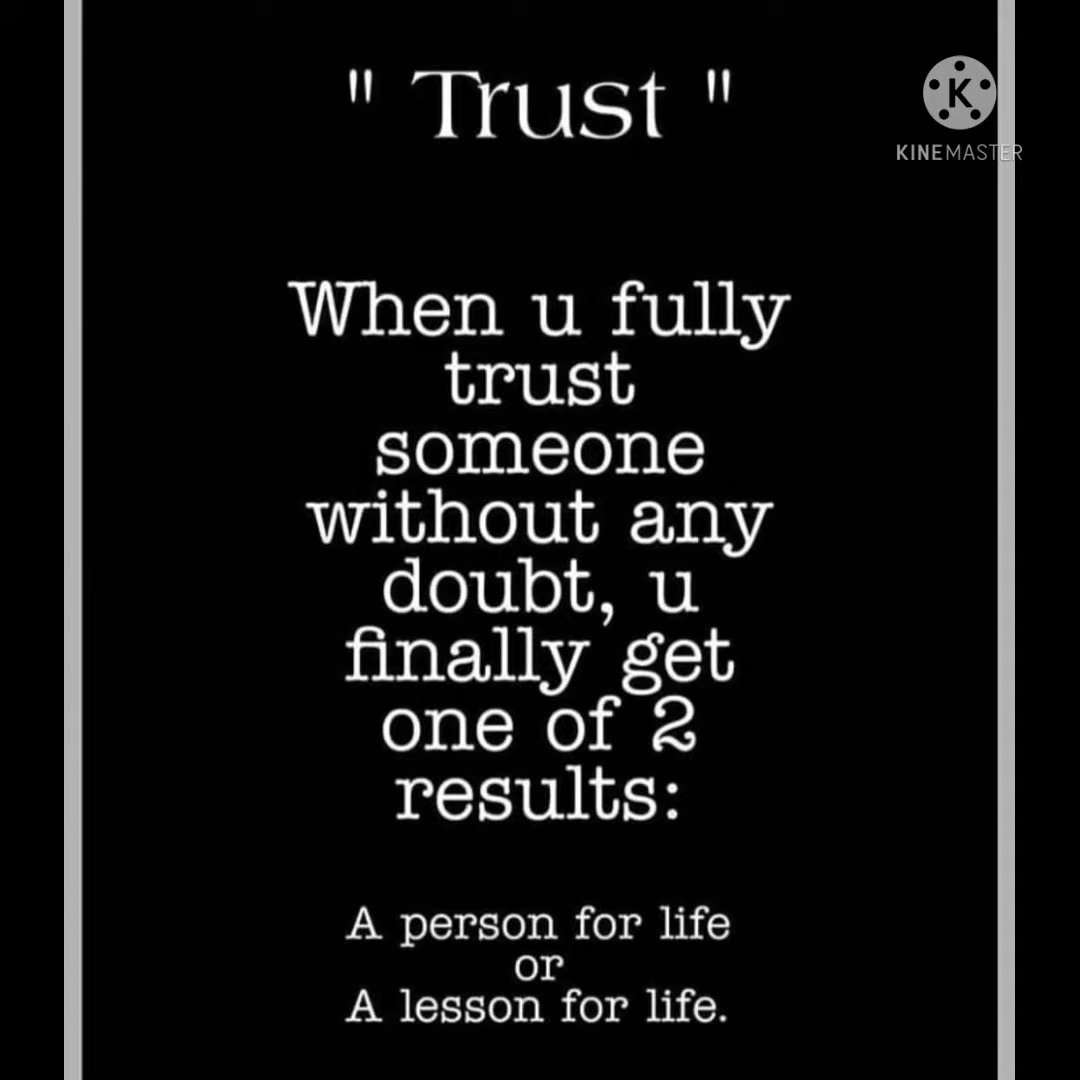 " Trust "
K
KINEMASTER
When u fully
trust
someone
without any
doubt, u
finally get
one of 2
results:
A person for life
or
A lesson for life.